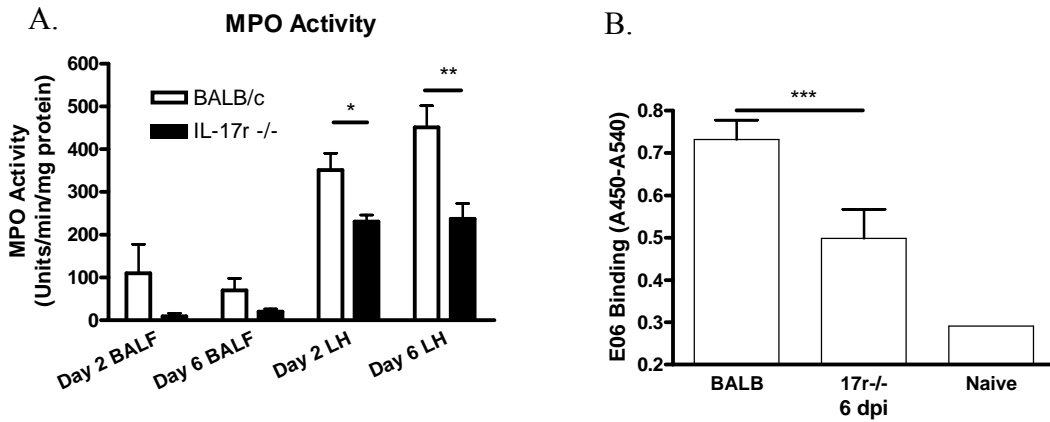 A.
MPO Activity
MPO Activity
(Units/min/mg protein)
600
500
400
300
200
100
0
BALB/c
IL-17r -/-
*
**
Day 2 BALF
Day 6 BALF
Day 2 LH
Day 6 LH
B.
E06 Binding (A450-A540)
0.8
0.7
0.6
0.5
0.4
0.3
0.2
***
BALB
17r-/-
6 dpi
Naive